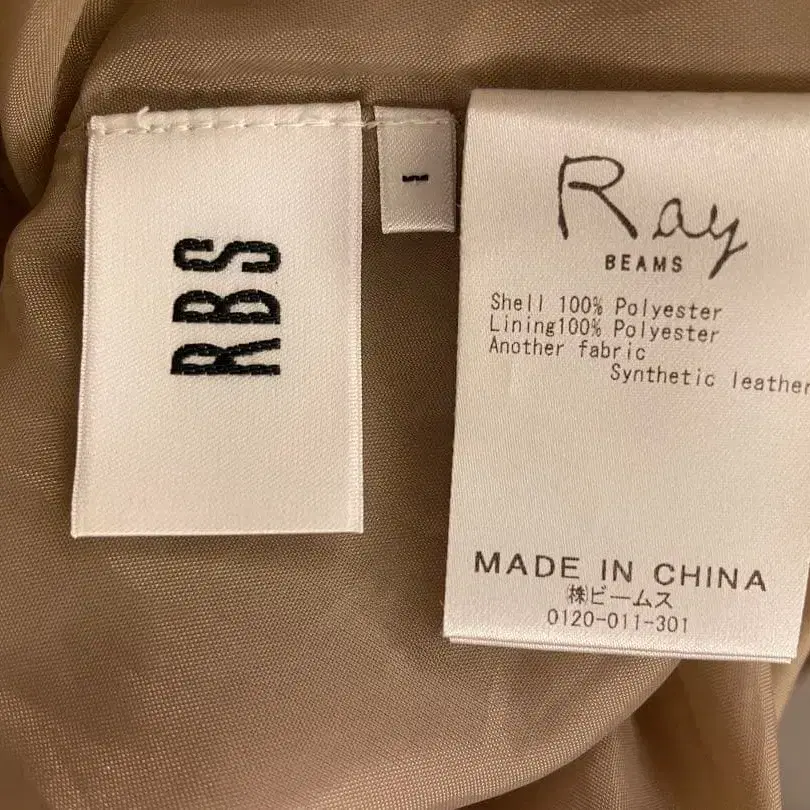 RBS
1
Ray
BEAMS
Shell 100% Polyester
Lining100% Polyester
Another fabric
Synthetic leather
MADE IN CHINA
㈱ビームス
0120-011-301